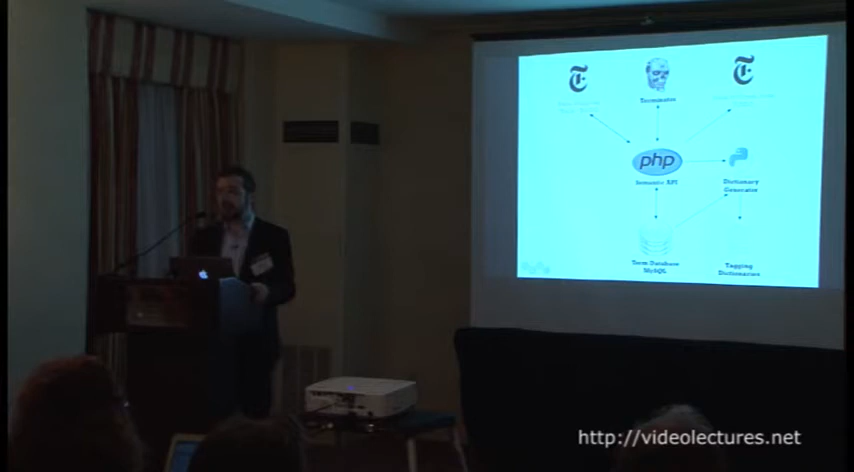 Terminator
php
Semantic API
Dictionary
Generator
Term Database
MySQL
Tagging
Dictionaries
http://videolectures.net